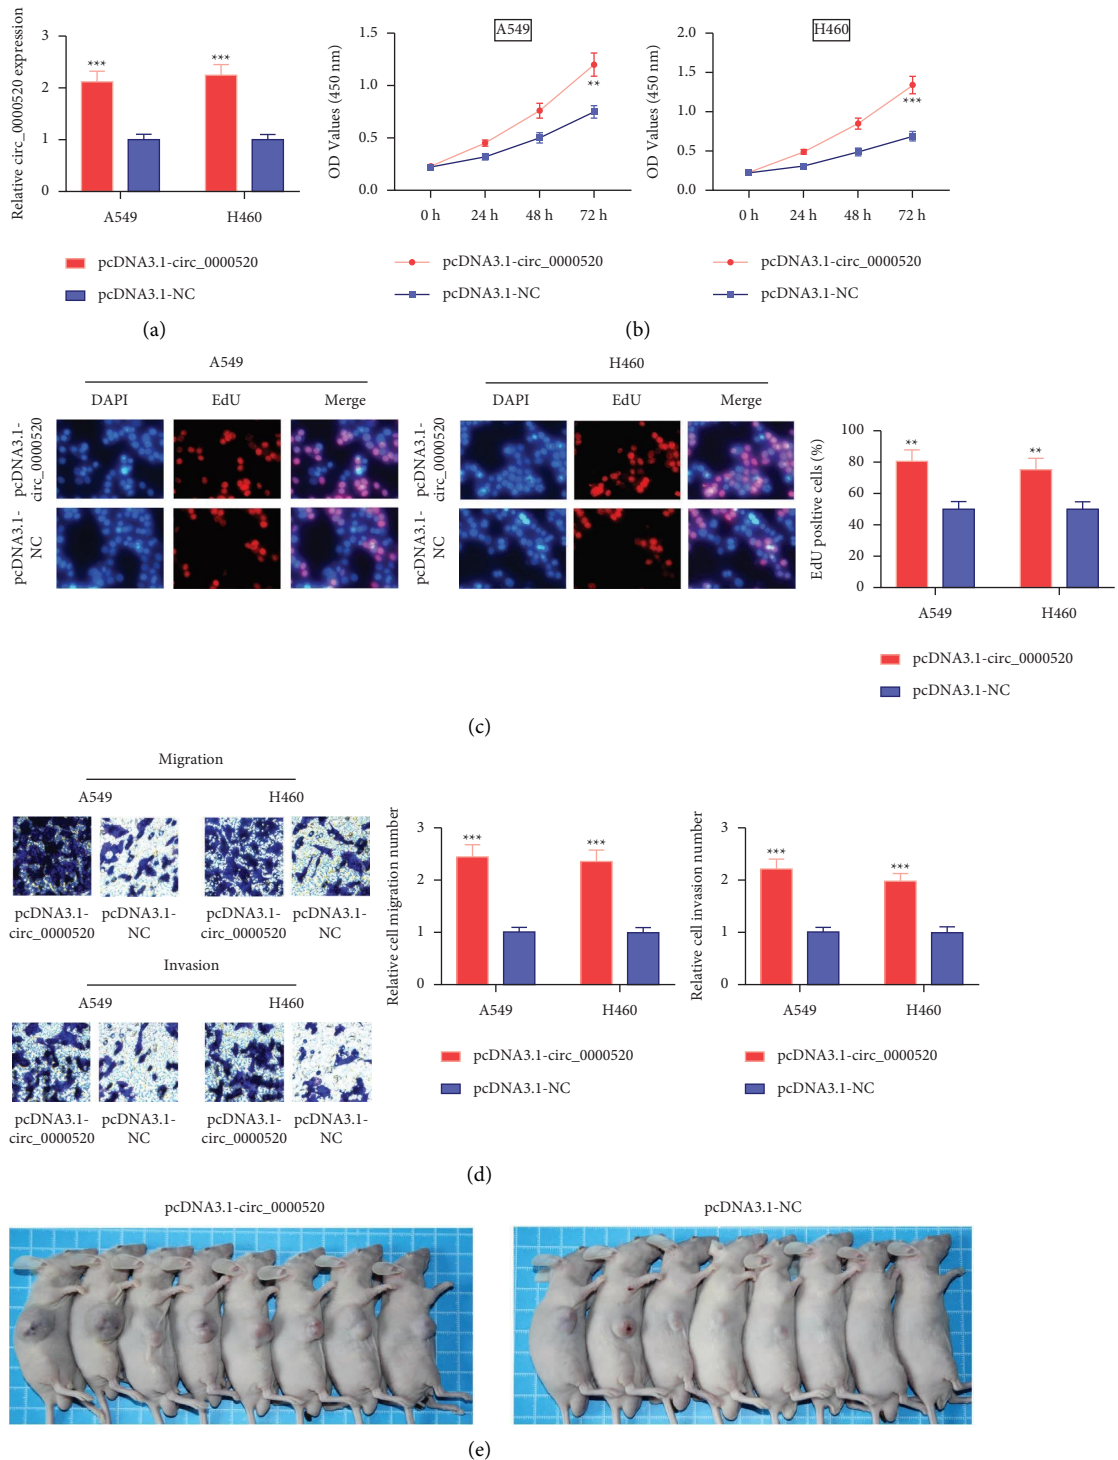 Relative circ_0000520 expression
3
2
1
0
***
***
A549
H460
pcDNA3.1-circ_0000520
pcDNA3.1-NC
(a)
A549
OD Values (450 nm)
1.5
1.0
0.5
0.0
**
0 h
24 h
48 h
72 h
pcDNA3.1-circ_0000520
pcDNA3.1-NC
H460
OD Values (450 nm)
2.0
1.5
1.0
0.5
0.0
***
0 h
24 h
48 h
72 h
pcDNA3.1-circ_0000520
pcDNA3.1-NC
(b)
A549
DAPI
EdU
Merge
pcDNA3.1-
circ_0000520
pcDNA3.1-
NC
H460
DAPI
EdU
Merge
pcDNA3.1-
circ_0000520
pcDNA3.1-
NC
EdU positive cells (%)
100
80
60
40
20
0
**
**
A549
H460
pcDNA3.1-circ_0000520
pcDNA3.1-NC
(c)
Migration
A549
H460
pcDNA3.1-
circ_0000520
pcDNA3.1-
NC
pcDNA3.1-
circ_0000520
pcDNA3.1-
NC
Invasion
A549
H460
pcDNA3.1-
circ_0000520
pcDNA3.1-
NC
pcDNA3.1-
circ_0000520
pcDNA3.1-
NC
Relative cell migration number
3
2
1
0
***
***
A549
H460
pcDNA3.1-circ_0000520
pcDNA3.1-NC
Relative cell invasion number
3
2
1
0
***
***
A549
H460
pcDNA3.1-circ_0000520
pcDNA3.1-NC
(d)
pcDNA3.1-circ_0000520
pcDNA3.1-NC
(e)